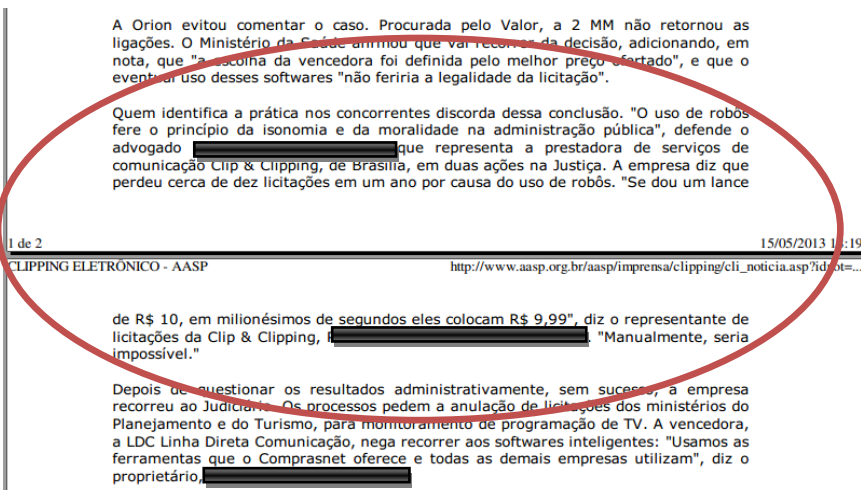 A Orion evitou comentar o caso. Procurada pelo Valor, a 2 MM não retornou as
ligações. O Ministério da Saúde afirmou que vai recorrer da decisão, adicionando, em
nota, que "a escolha da vencedora foi definida pelo melhor preço ofertado", e que o
eventual uso desses softwares "não feriria a legalidade da licitação".
Quem identifica a prática nos concorrentes discorda dessa conclusão. "O uso de robôs
fere o princípio da isonomia e da moralidade na administração pública", defende o
advogado que representa a prestadora de serviços de
comunicação Clip & Clipping, de Brasília, em duas ações na Justiça. A empresa diz que
perdeu cerca de dez licitações em um ano por causa do uso de robôs. "Se dou um lance
1 de 2 15/05/2013 1:19
CLIPPING ELETRÔNICO - AASP http://www.aasp.org.br/aasp/imprensa/clipping/cli_noticia.asp?idnot=...
de R$ 10, em milionésimos de segundos eles colocam R$ 9,99", diz o representante de
licitações da Clip & Clipping, . "Manualmente, seria
impossível."
Depois de questionar os resultados administrativamente, sem sucesso, a empresa
recorreu ao Judiciário. Os processos pedem a anulação de licitações dos ministérios do
Planejamento e do Turismo, para monitoramento de programação de TV. A vencedora,
a LDC Linha Direta Comunicação, nega recorrer aos softwares inteligentes: "Usamos as
ferramentas que o Comprasnet oferece e todas as demais empresas utilizam", diz o
proprietário,